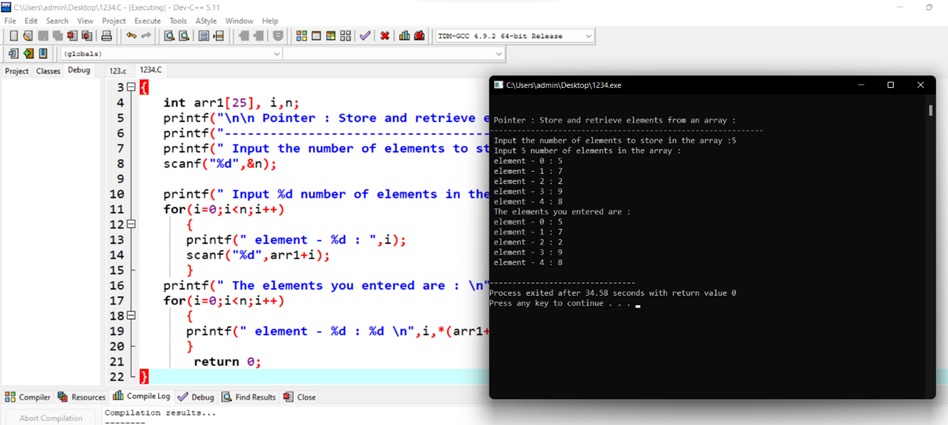 C:\Users\admin\Desktop\1234.C - [Executing] - Dev-C++ 5.11
File Edit Search View Project Execute Tools AStyle Window Help
TDM-GCC 4.9.2 64-bit Release
(globals)
Project Classes Debug
123.c 1234.C
3 {
4 int arr1[25], i,n;
5 printf("\n\n Pointer : Store and retrieve e
6 printf("-----------------------------------
7 printf(" Input the number of elements to st
8 scanf("%d",&n);
9
10 printf(" Input %d number of elements in the
11 for(i=0;i<n;i++)
12 {
13 printf(" element - %d : ",i);
14 scanf("%d",arr1+i);
15 }
16 printf(" The elements you entered are : \n"
17 for(i=0;i<n;i++)
18 {
19 printf(" element - %d : %d \n",i,*(arr1+
20 }
21 return 0;
22 }
C:\Users\admin\Desktop\1234.exe
Pointer : Store and retrieve elements from an array :
------------------------------------------------------------
Input the number of elements to store in the array :5
Input 5 number of elements in the array :
element - 0 : 5
element - 1 : 7
element - 2 : 2
element - 3 : 9
element - 4 : 8
The elements you entered are :
element - 0 : 5
element - 1 : 7
element - 2 : 2
element - 3 : 9
element - 4 : 8
--------------------------------
Process exited after 34.58 seconds with return value 0
Press any key to continue . . .
Compiler Resources Compile Log Debug Find Results Close
Abort Compilation
Compilation results...
--------